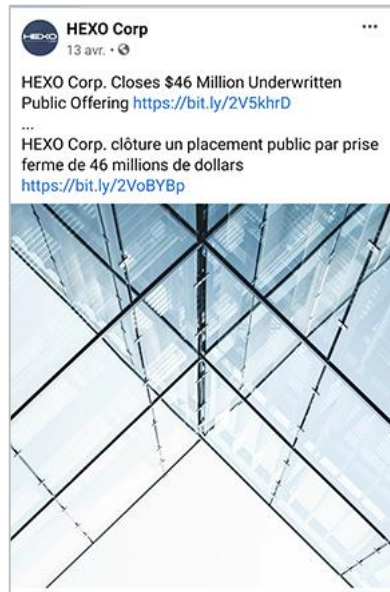 HEXO
HEXO Corp
13 avr. •
HEXO Corp. Closes $46 Million Underwritten
Public Offering https://bit.ly/2V5khrD
...
HEXO Corp. clôture un placement public par prise
ferme de 46 millions de dollars
https://bit.ly/2VoBYBp